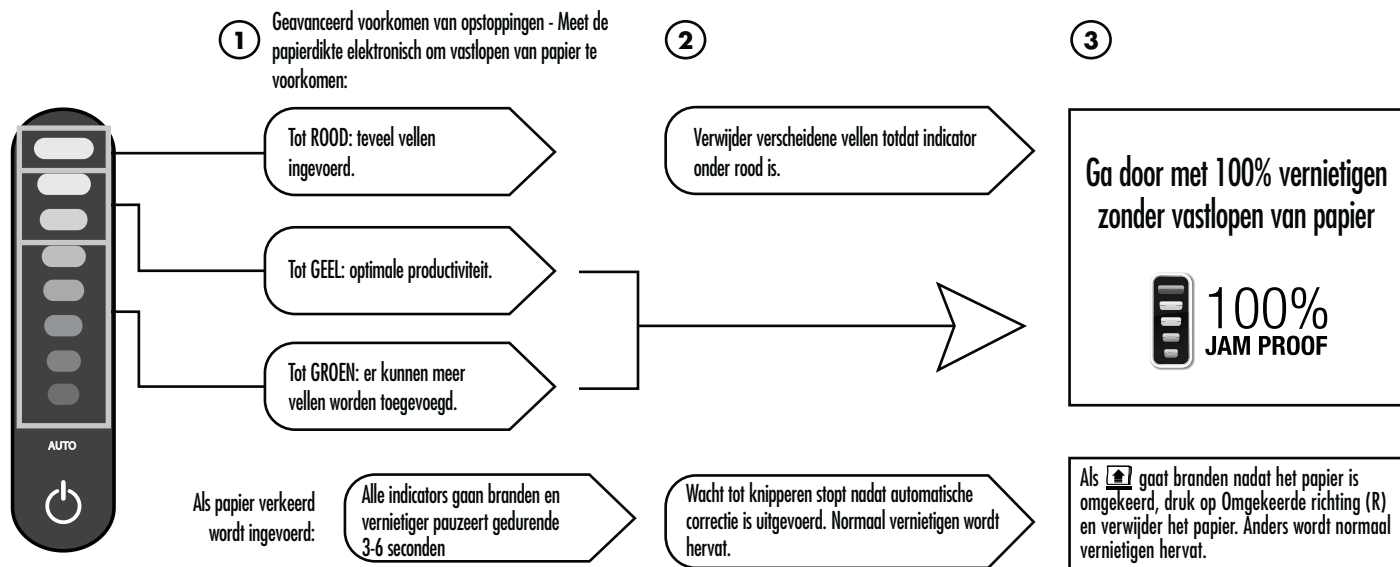 1
Geavanceerd voorkomen van opstoppingen - Meet de
papierdikte elektronisch om vastlopen van papier te
voorkomen:
2
3
Tot ROOD: teveel vellen
ingevoerd.
Verwijder verscheidene vellen totdat indicator
onder rood is.
Tot GEEL: optimale productiviteit.
Tot GROEN: er kunnen meer
vellen worden toegevoegd.
Ga door met 100% vernietigen
zonder vastlopen van papier
100%
JAM PROOF
AUTO
Als papier verkeerd
wordt ingevoerd:
Alle indicators gaan branden en
vernietiger pauzeert gedurende
3-6 seconden
Wacht tot knipperen stopt nadat automatische
correctie is uitgevoerd. Normaal vernietigen wordt
hervat.
Als gaat branden nadat het papier is
omgekeerd, druk op Omgekeerde richting (R)
en verwijder het papier. Anders wordt normaal
vernietigen hervat.